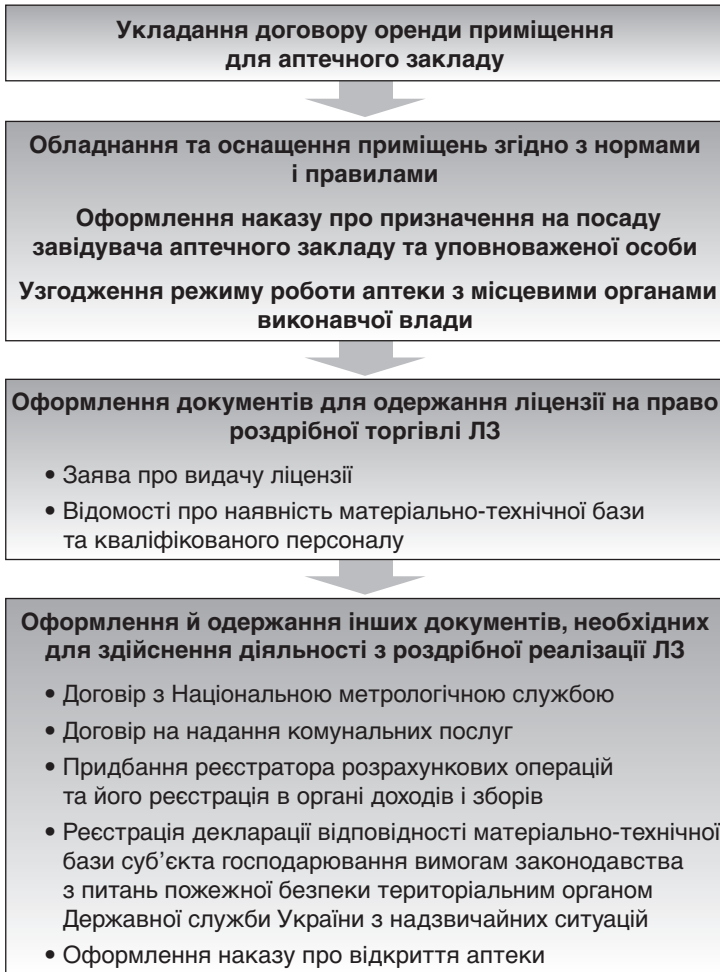 Укладання договору оренди приміщення
для аптечного закладу
Обладнання та оснащення приміщень згідно з нормами
і правилами
Оформлення наказу про призначення на посаду
завідувача аптечного закладу та уповноваженої особи
Узгодження режиму роботи аптеки з місцевими органами
виконавчої влади
Оформлення документів для одержання ліцензії на право
роздрібної торгівлі ЛЗ
• Заява про видачу ліцензії
• Відомості про наявність матеріально-технічної бази
та кваліфікованого персоналу
Оформлення й одержання інших документів, необхідних
для здійснення діяльності з роздрібної реалізації ЛЗ
• Договір з Національною метрологічною службою
• Договір на надання комунальних послуг
• Придбання реєстратора розрахункових операцій
та його реєстрація в органі доходів і зборів
• Реєстрація декларації відповідності матеріально-технічної
бази суб’єкта господарювання вимогам законодавства
з питань пожежної безпеки територіальним органом
Державної служби України з надзвичайних ситуацій
• Оформлення наказу про відкриття аптеки